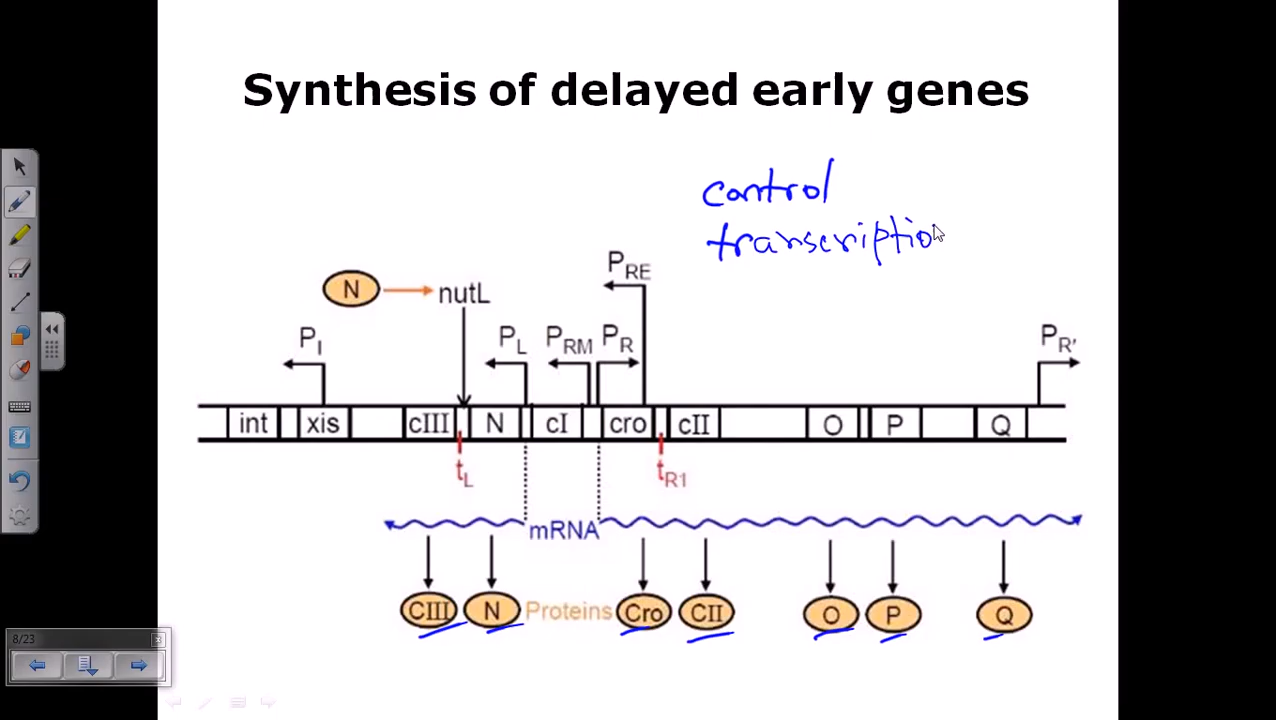 Synthesis of delayed early genes
control
transcription
N nutL PRE
PI PL PRM PR PR'
int xis cIII N cI cro cII O P Q
tL tR1
mRNA
CIII N Proteins Cro CII O P Q
8/23 x